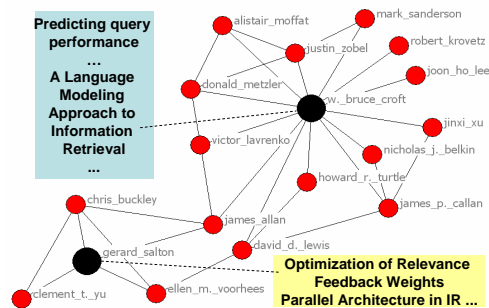 Predicting query
performance
...
A Language
Modeling
Approach to
Information
Retrieval
...
alistair_moffat
mark_sanderson
justin_zobel
robert_krovetz
joon_ho_lee
donald_metzler
w._bruce_croft
jinxi_xu
victor_lavrenko
nicholas_j._belkin
howard_r._turtle
chris_buckley
james_p._callan
james_allan
gerard_salton
david_d._lewis
clement_t._yu
ellen_m._voorhees
Optimization of Relevance
Feedback Weights
Parallel Architecture in IR ...